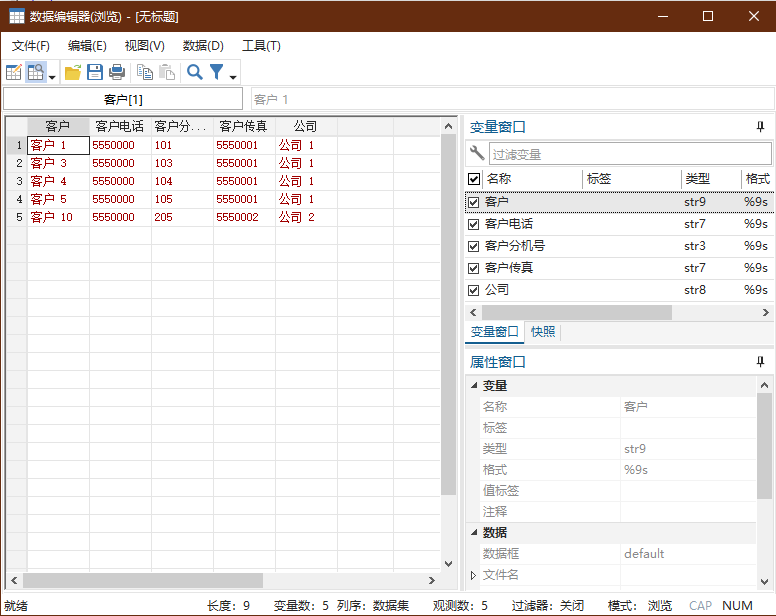 数据编辑器(浏览) - [无标题]
文件(F) 编辑(E) 视图(V) 数据(D) 工具(T)
客户[1] 客户 1
客户 客户电话 客户分... 客户传真 公司
1 客户 1 5550000 101 5550001 公司 1
2 客户 3 5550000 103 5550001 公司 1
3 客户 4 5550000 104 5550001 公司 1
4 客户 5 5550000 105 5550001 公司 1
5 客户 10 5550000 205 5550002 公司 2
变量窗口
过滤变量
名称 标签 类型 格式
客户 str9 %9s
客户电话 str7 %9s
客户分机号 str3 %9s
客户传真 str7 %9s
公司 str8 %9s
变量窗口 快照
属性窗口
变量
名称 客户
标签
类型 str9
格式 %9s
值标签
注释
数据
数据框 default
文件名
就绪 长度: 9 变量数: 5 列序: 数据集 观测数: 5 过滤器: 关闭 模式: 浏览 CAP NUM